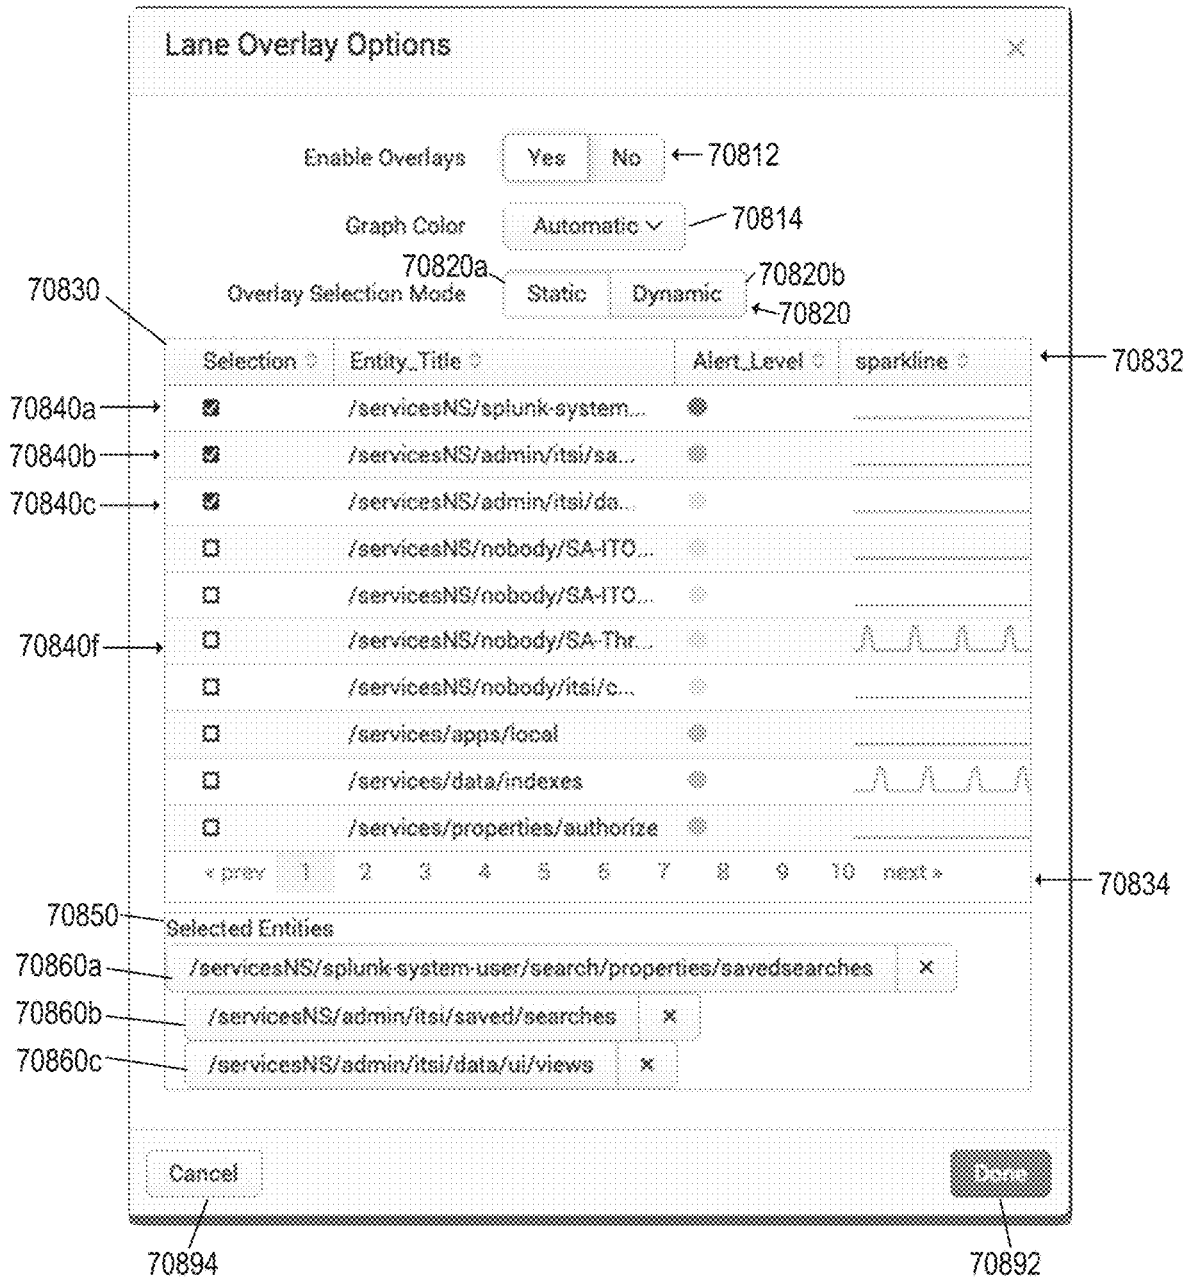 Lane Overlay Options ×
Enable Overlays Yes No 70812
Graph Color Automatic 70814
70820a 70820b
70830 Overlay Selection Mode Static Dynamic 70820
Selection Entity_Title Alert_Level sparkline 70832
70840a /servicesNS/splunk-system...
70840b /servicesNS/admin/itsi/sa...
70840c /servicesNS/admin/itsi/da...
/servicesNS/nobody/SA-ITO...
/servicesNS/nobody/SA-ITO...
70840f /servicesNS/nobody/SA-Thr...
/servicesNS/nobody/itsi/c...
/services/apps/local
/services/data/indexes
/services/properties/authorize
« prev 1 2 3 4 5 6 7 8 9 10 next » 70834
70850 Selected Entities
70860a /servicesNS/splunk-system-user/search/properties/savedsearches ×
70860b /servicesNS/admin/itsi/saved/searches ×
70860c /servicesNS/admin/itsi/data/ui/views ×
Cancel Done
70894 70892